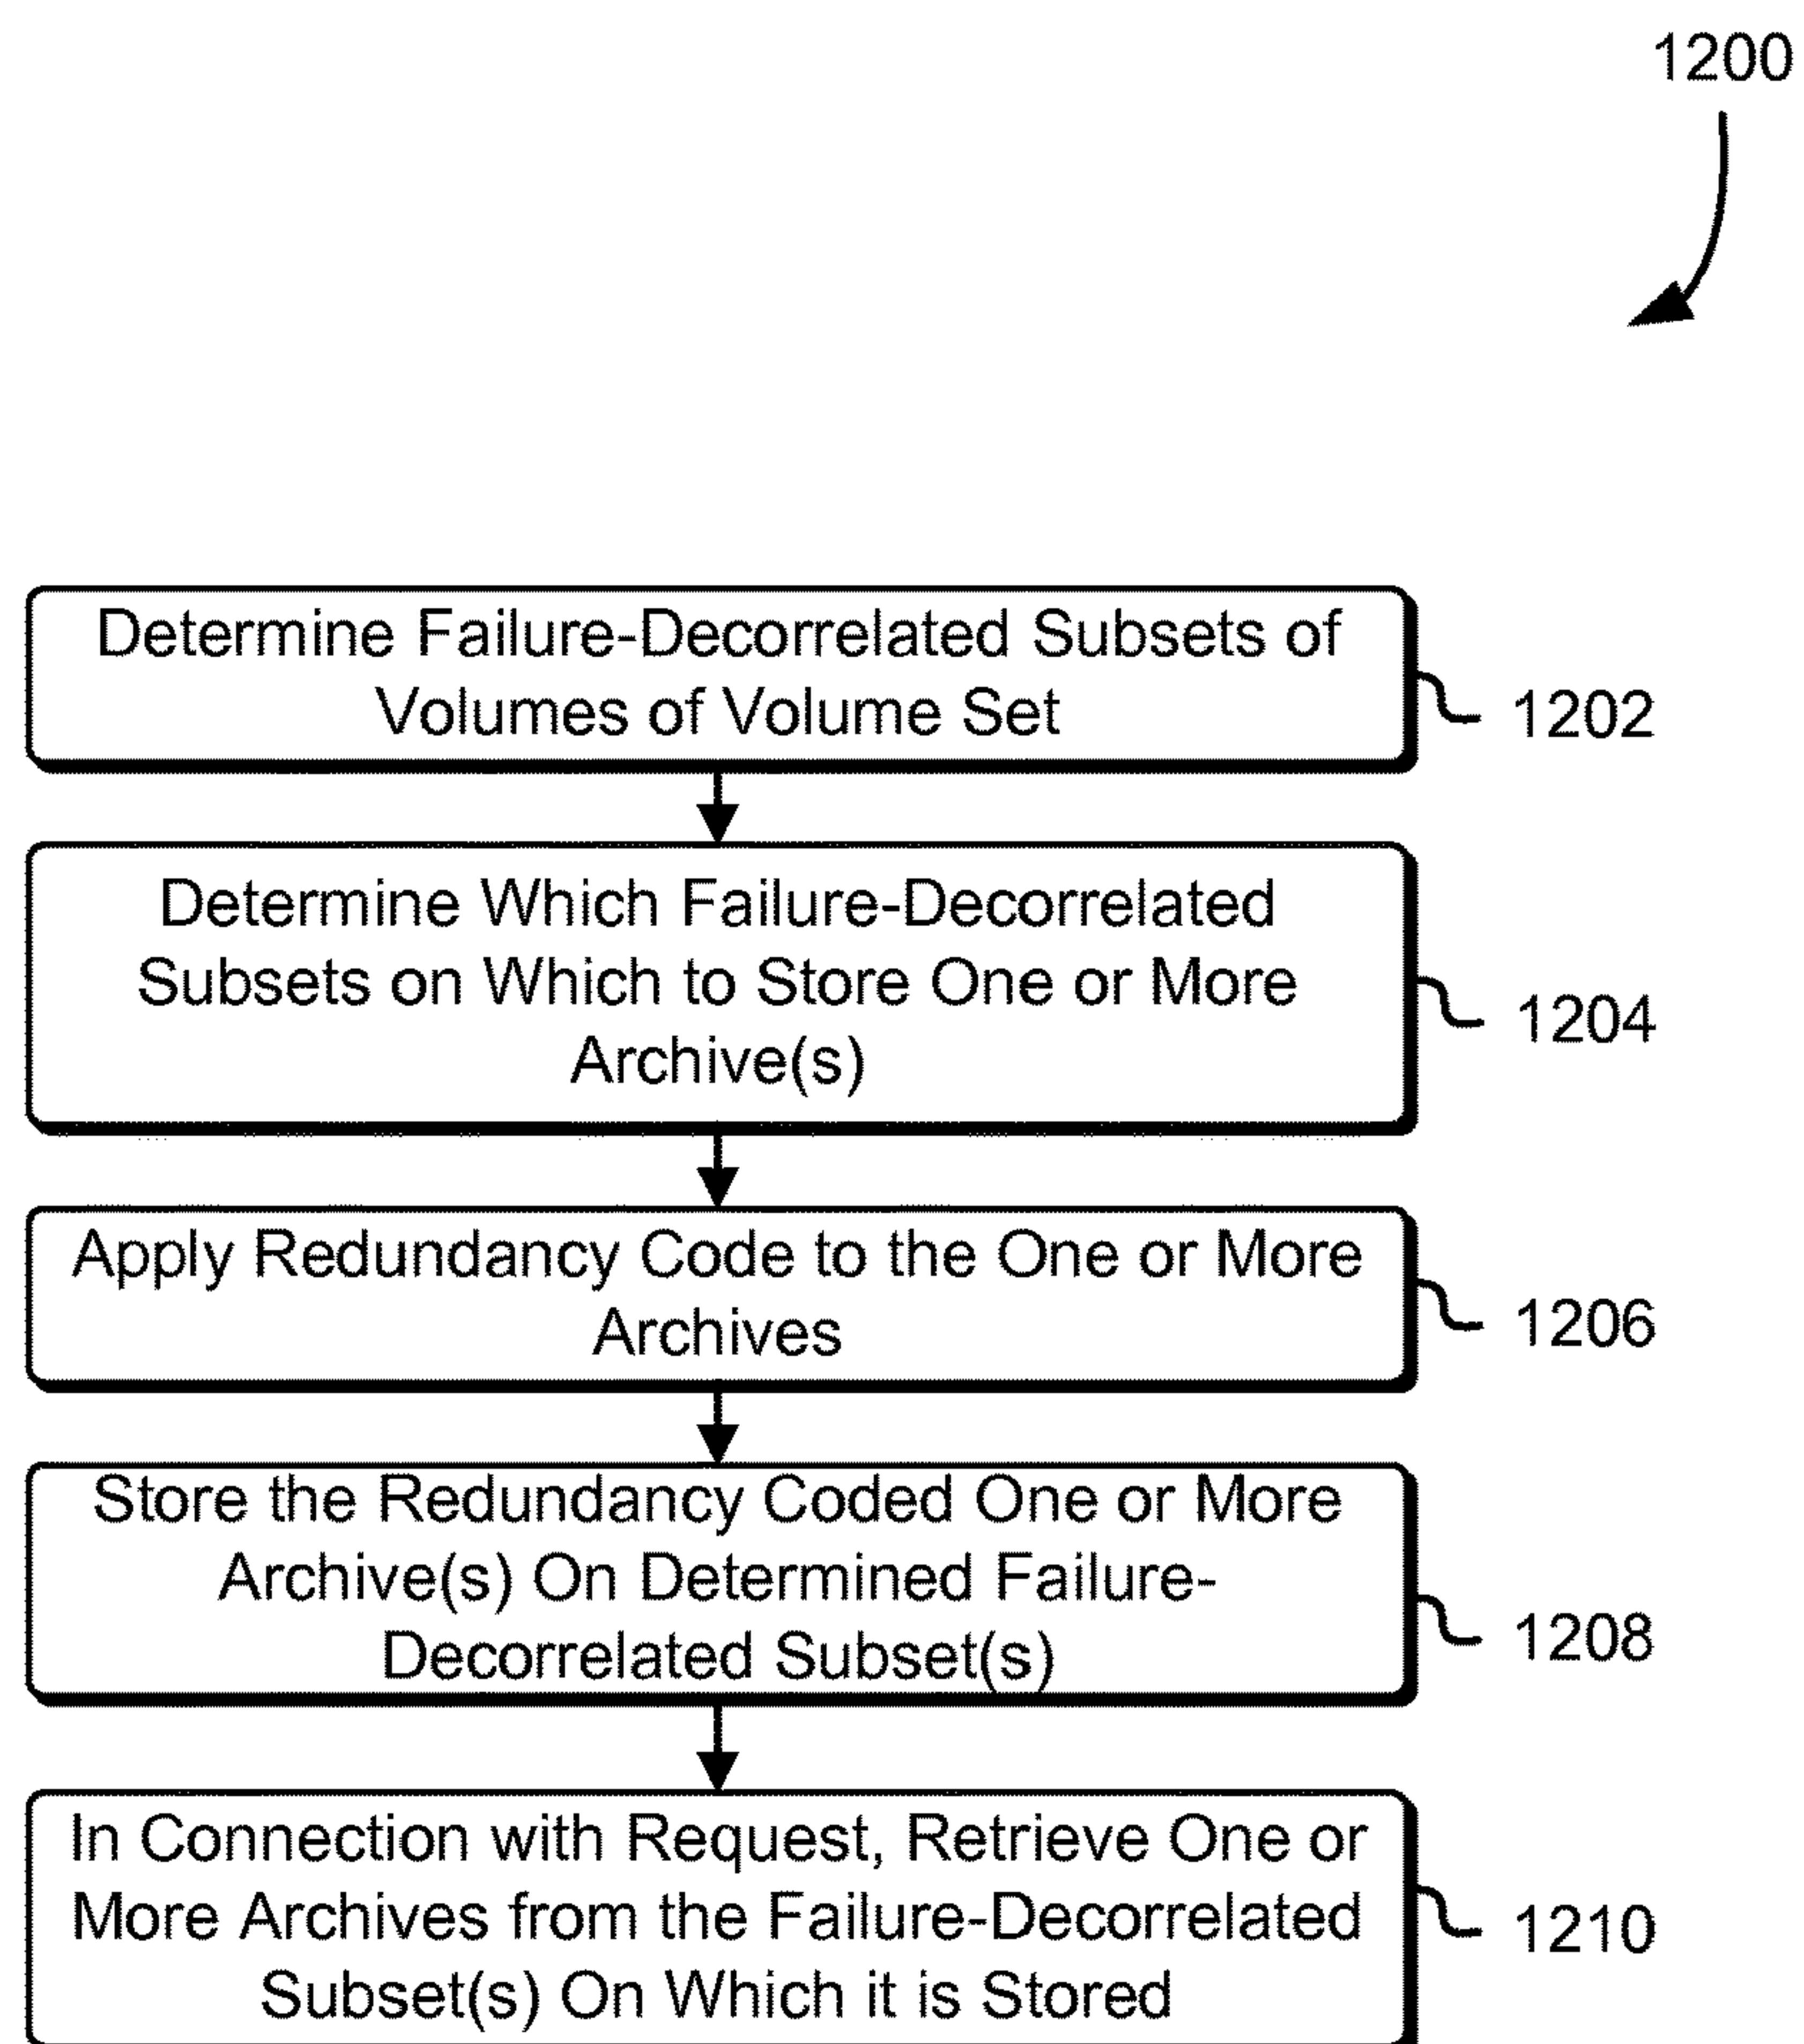 1200
Determine Failure-Decorrelated Subsets of
Volumes of Volume Set
1202
Determine Which Failure-Decorrelated
Subsets on Which to Store One or More
Archive(s)
1204
Apply Redundancy Code to the One or More
Archives
1206
Store the Redundancy Coded One or More
Archive(s) On Determined Failure-
Decorrelated Subset(s)
1208
In Connection with Request, Retrieve One or
More Archives from the Failure-Decorrelated
Subset(s) On Which it is Stored
1210